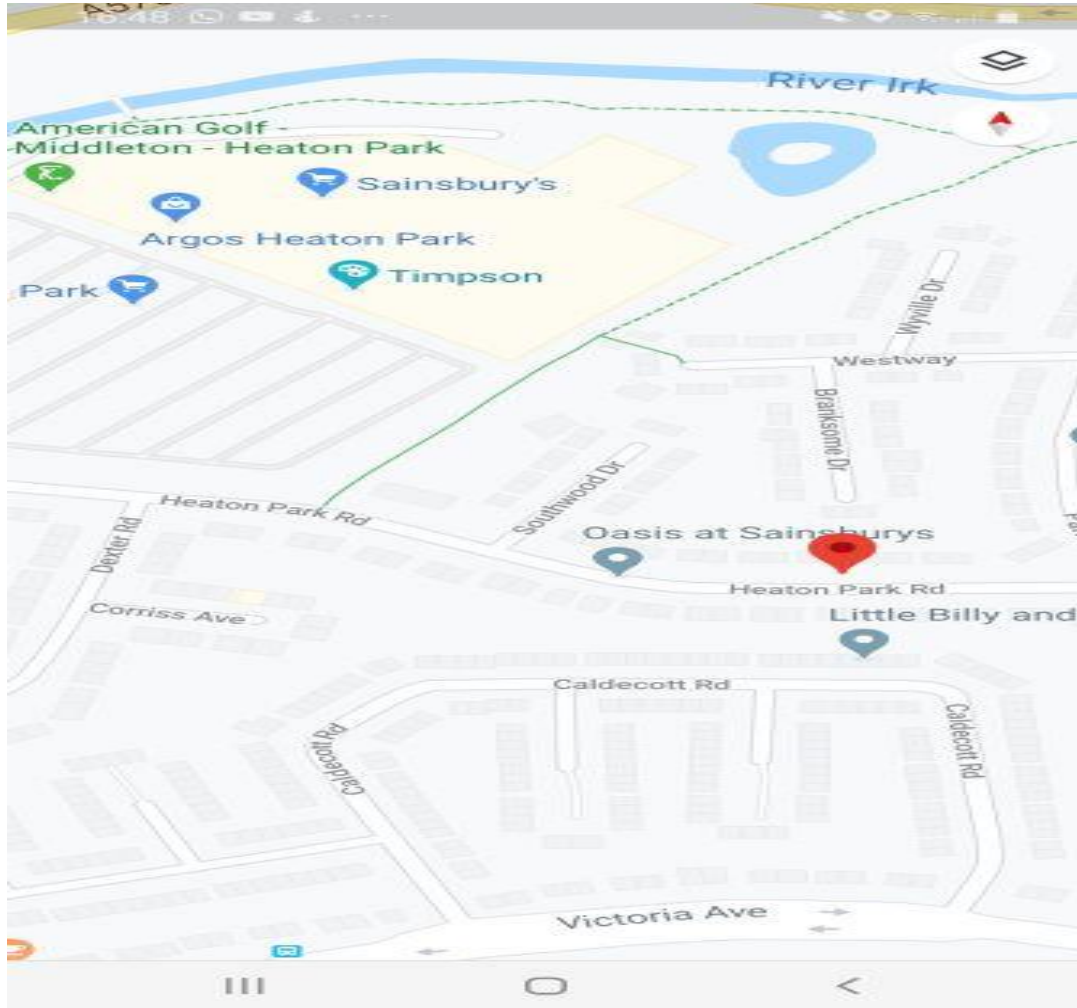 16:48
River Irk
American Golf -
Middleton - Heaton Park
Sainsbury's
Argos Heaton Park
Timpson
Park
Wyville Dr
Westway
Branksome Dr
Southwood Dr
Heaton Park Rd
Dexter Rd
Oasis at Sainsburys
Heaton Park Rd
Corriss Ave
Little Billy and
Caldecott Rd
Caldecott Rd
Caldecott Rd
Victoria Ave